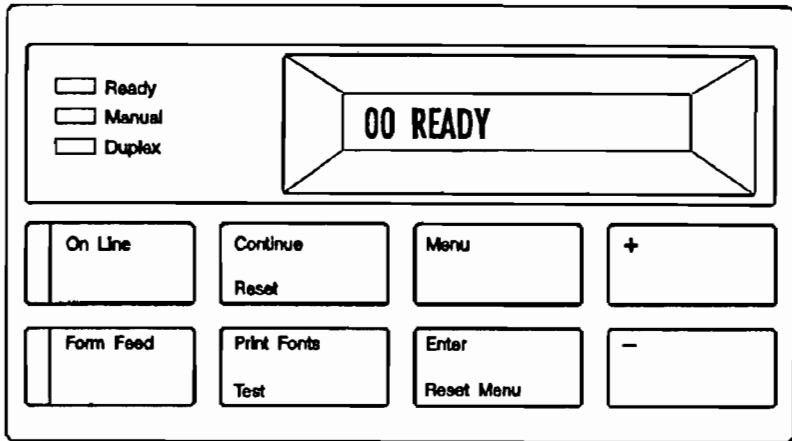 Ready
Manual
Duplex
00 READY
On Line
Continue
Reset
Menu
+
Form Feed
Print Fonts
Test
Enter
Reset Menu
−